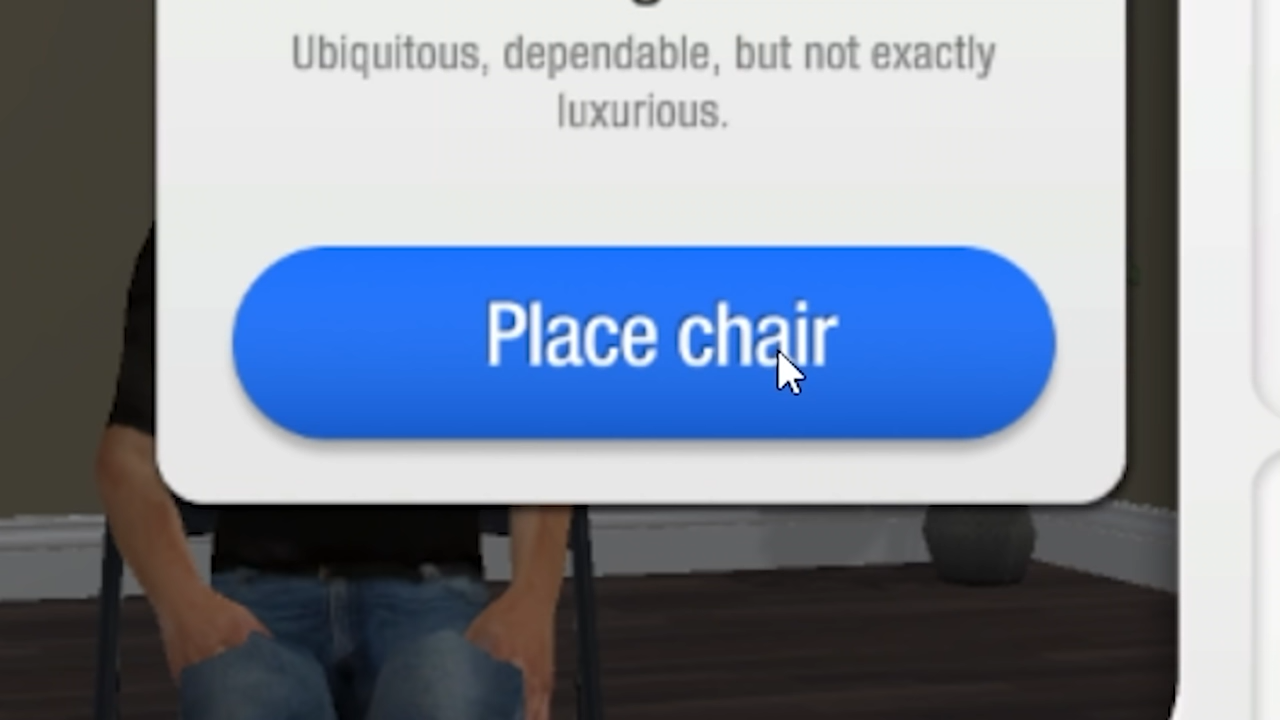 Ubiquitous, dependable, but not exactly
luxurious.
Place chair